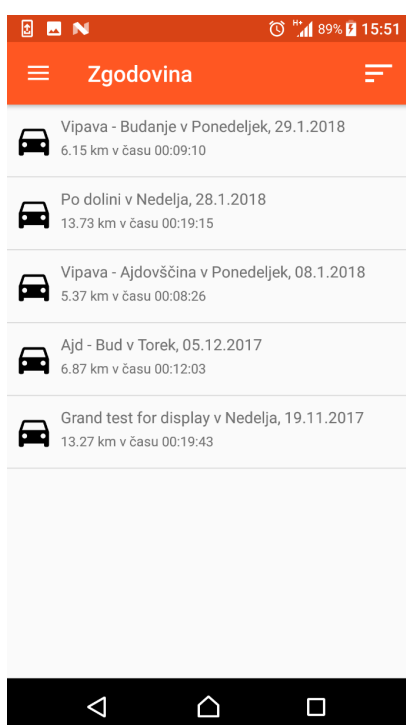 H+ 89% 15:51
Zgodovina
Vipava - Budanje v Ponedeljek, 29.1.2018
6.15 km v času 00:09:10
Po dolini v Nedelja, 28.1.2018
13.73 km v času 00:19:15
Vipava - Ajdovščina v Ponedeljek, 08.1.2018
5.37 km v času 00:08:26
Ajd - Bud v Torek, 05.12.2017
6.87 km v času 00:12:03
Grand test for display v Nedelja, 19.11.2017
13.27 km v času 00:19:43